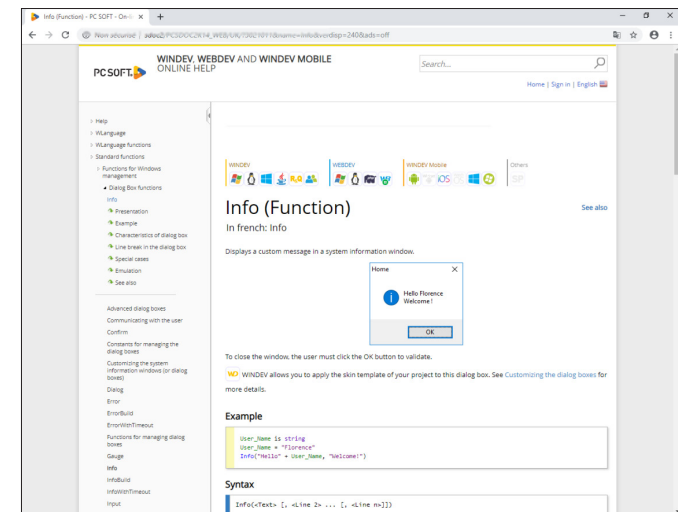 Info (Function) - PC SOFT - On-li
Non sécurisé
WINDEV, WEBDEV AND WINDEV MOBILE
ONLINE HELP
PC SOFT
Search...
Home | Sign in | English
Help
WLanguage
WLanguage functions
Standard functions
Functions for Windows
management
Dialog Box functions
Info
Presentation
Example
Characteristics of dialog box
Line break in the dialog box
Special cases
Emulation
See also
Advanced dialog boxes
Communicating with the user
Confirm
Constants for managing the
dialog boxes
Customizing the system
information windows (or dialog
boxes)
Dialog
Error
ErrorBuild
ErrorWithTimeout
Functions for managing dialog
boxes
Gauge
Info
InfoBuild
InfoWithTimeout
Input
WINDEV
WEBDEV
WINDEV Mobile
Others
iOS
Info (Function)
See also
In french: Info
Displays a custom message in a system information window.
Home
Hello Florence
Welcome !
OK
To close the window, the user must click the OK button to validate.
WD WINDEV allows you to apply the skin template of your project to this dialog box. See Customizing the dialog boxes for
more details.
Example
User_Name is string
User_Name = "Florence"
Info("Hello" + User_Name, "Welcome!")
Syntax
Info(<Text> [, <Line 2> ... [, <Line n>]])